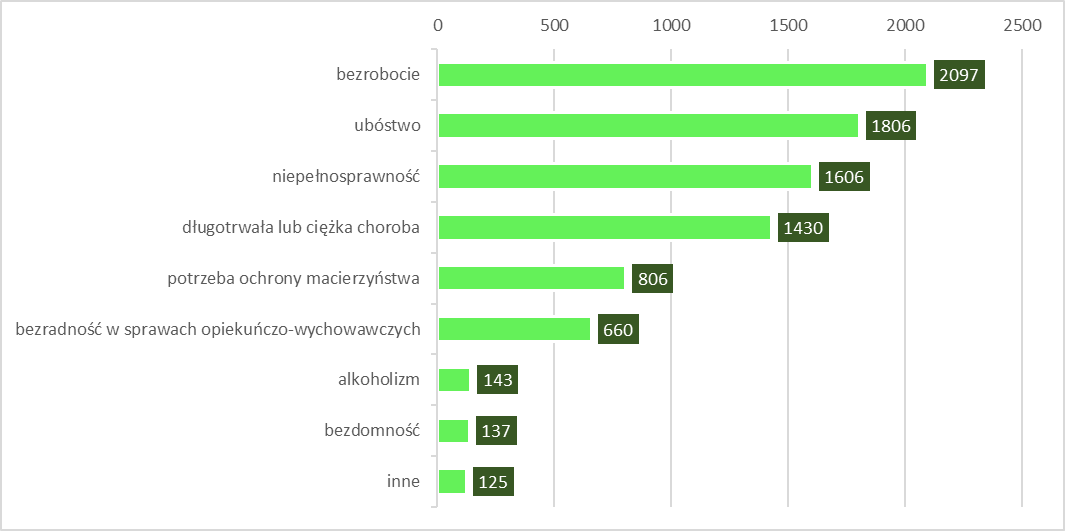 0 500 1000 1500 2000 2500
bezrobocie 2097
ubóstwo 1806
niepełnosprawność 1606
długotrwała lub ciężka choroba 1430
potrzeba ochrony macierzyństwa 806
bezradność w sprawach opiekuńczo-wychowawczych 660
alkoholizm 143
bezdomność 137
inne 125